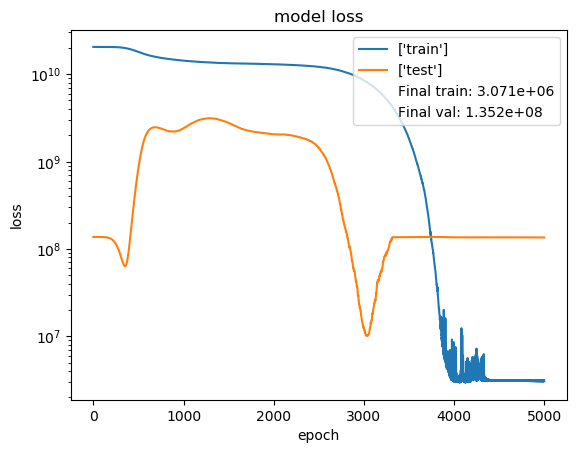 model loss
['train']
['test']
Final train: 3.071e+06
Final val: 1.352e+08
loss
10^10
10^9
10^8
10^7
0 1000 2000 3000 4000 5000
epoch